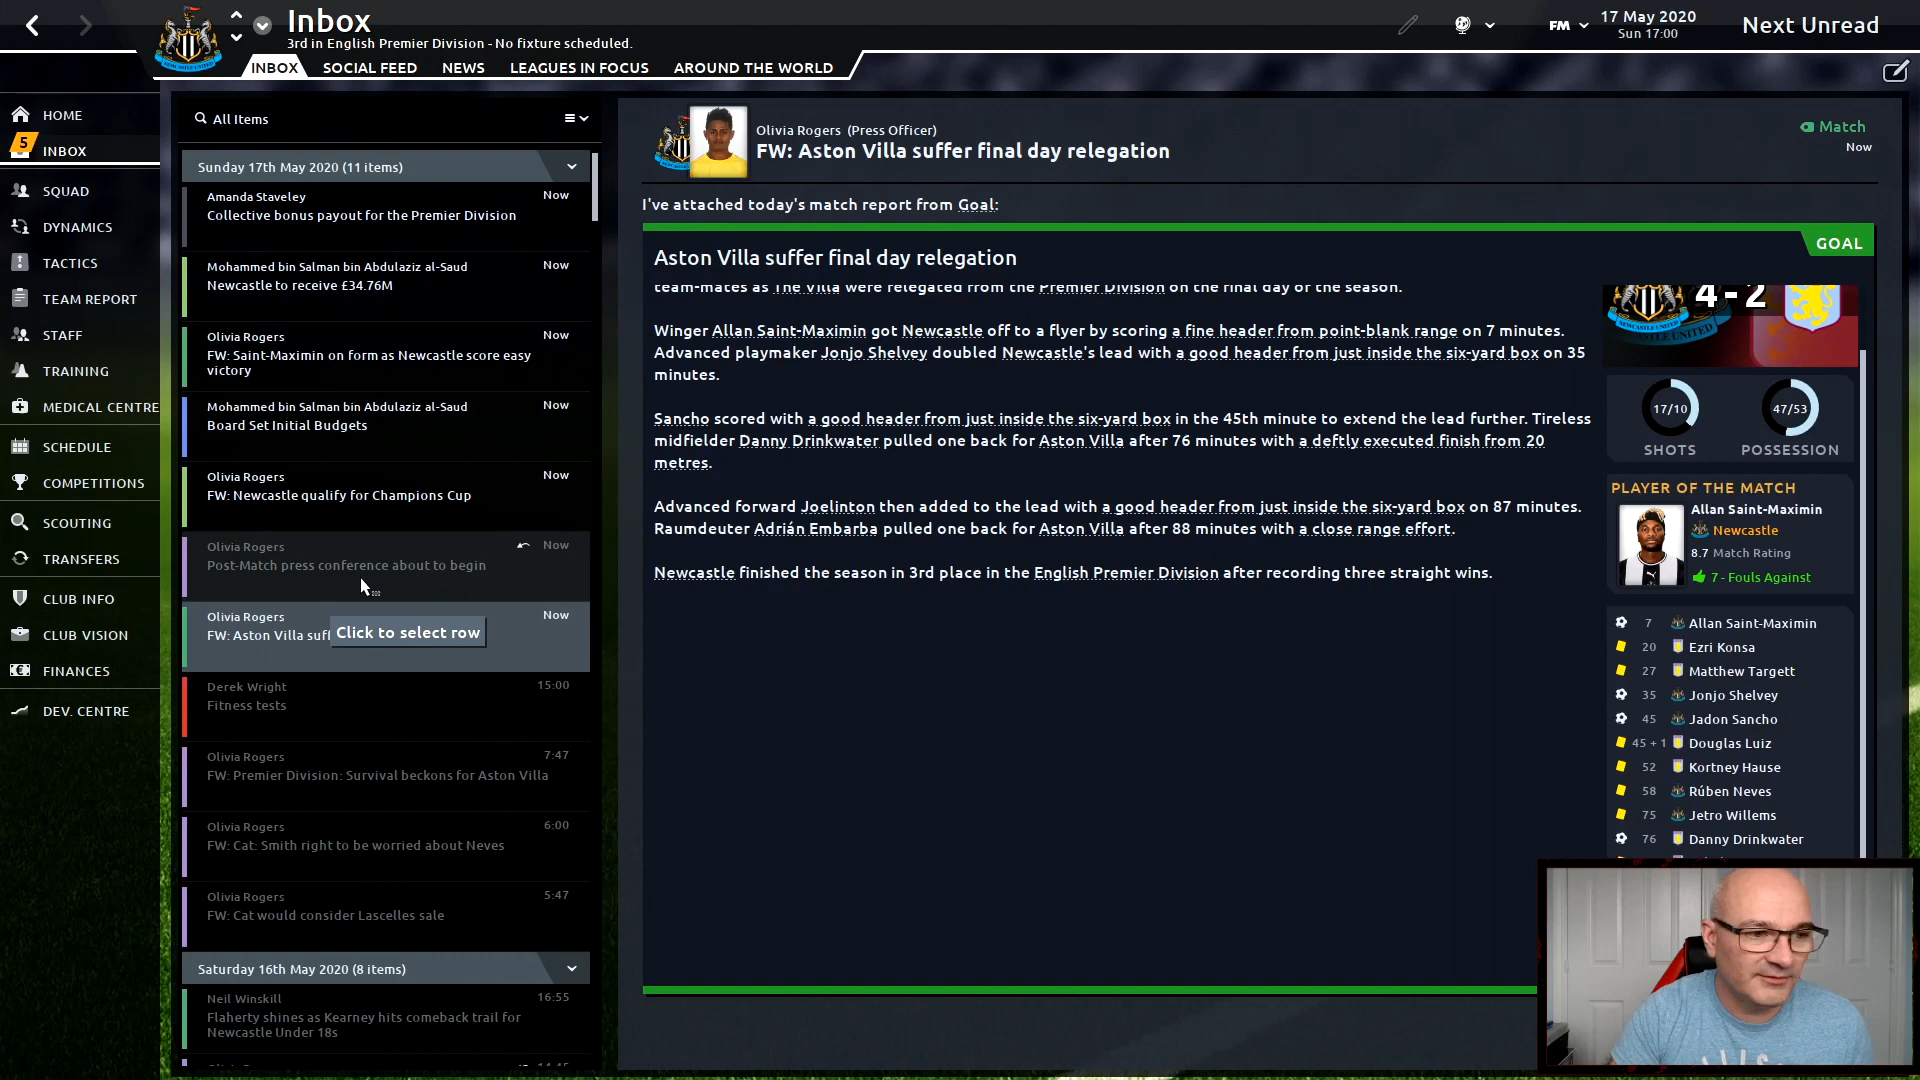 Inbox
3rd in English Premier Division - No fixture scheduled.
FM
17 May 2020
Sun 17:00
Next Unread
INBOX
SOCIAL FEED
NEWS
LEAGUES IN FOCUS
AROUND THE WORLD
HOME
5
INBOX
SQUAD
DYNAMICS
TACTICS
TEAM REPORT
STAFF
TRAINING
MEDICAL CENTRE
SCHEDULE
COMPETITIONS
SCOUTING
TRANSFERS
CLUB INFO
CLUB VISION
FINANCES
DEV. CENTRE
All Items
Sunday 17th May 2020 (11 items)
Amanda Staveley
Now
Collective bonus payout for the Premier Division
Mohammed bin Salman bin Abdulaziz al-Saud
Now
Newcastle to receive £34.76M
Olivia Rogers
Now
FW: Saint-Maximin on form as Newcastle score easy
victory
Mohammed bin Salman bin Abdulaziz al-Saud
Now
Board Set Initial Budgets
Olivia Rogers
Now
FW: Newcastle qualify for Champions Cup
Olivia Rogers
Now
Post-Match press conference about to begin
Olivia Rogers
Now
FW: Aston Villa suff
Click to select row
Derek Wright
15:00
Fitness tests
Olivia Rogers
7:47
FW: Premier Division: Survival beckons for Aston Villa
Olivia Rogers
6:00
FW: Cat: Smith right to be worried about Neves
Olivia Rogers
5:47
FW: Cat would consider Lascelles sale
Saturday 16th May 2020 (8 items)
Neil Winskill
16:55
Flaherty shines as Kearney hits comeback trail for
Newcastle Under 18s
Olivia Rogers (Press Officer)
FW: Aston Villa suffer final day relegation
Match
Now
I've attached today's match report from Goal:
GOAL
Aston Villa suffer final day relegation
team-mates as The Villa were relegated from the Premier Division on the final day of the season.
Winger Allan Saint-Maximin got Newcastle off to a flyer by scoring a fine header from point-blank range on 7 minutes.
Advanced playmaker Jonjo Shelvey doubled Newcastle's lead with a good header from just inside the six-yard box on 35
minutes.
Sancho scored with a good header from just inside the six-yard box in the 45th minute to extend the lead further. Tireless
midfielder Danny Drinkwater pulled one back for Aston Villa after 76 minutes with a deftly executed finish from 20
metres.
Advanced forward Joelinton then added to the lead with a good header from just inside the six-yard box on 87 minutes.
Raumdeuter Adrián Embarba pulled one back for Aston Villa after 88 minutes with a close range effort.
Newcastle finished the season in 3rd place in the English Premier Division after recording three straight wins.
4 - 2
17/10
47/53
SHOTS
POSSESSION
PLAYER OF THE MATCH
Allan Saint-Maximin
Newcastle
8.7 Match Rating
7 - Fouls Against
7 Allan Saint-Maximin
20 Ezri Konsa
27 Matthew Targett
35 Jonjo Shelvey
45 Jadon Sancho
45 + 1 Douglas Luiz
52 Kortney Hause
58 Rúben Neves
75 Jetro Willems
76 Danny Drinkwater